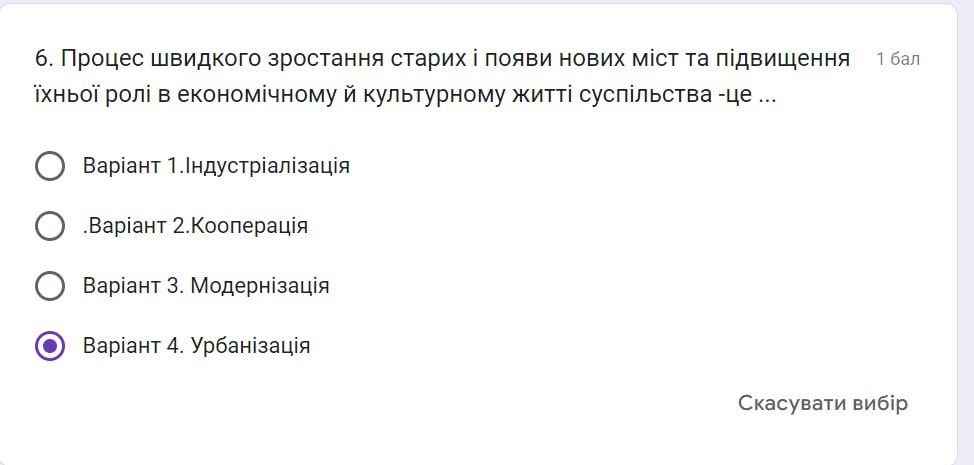 6. Процес швидкого зростання старих і появи нових міст та підвищення
їхньої ролі в економічному й культурному житті суспільства -це ...
1 бал
Варіант 1.Індустріалізація
.Варіант 2.Кооперація
Варіант 3. Модернізація
Варіант 4. Урбанізація
Скасувати вибір